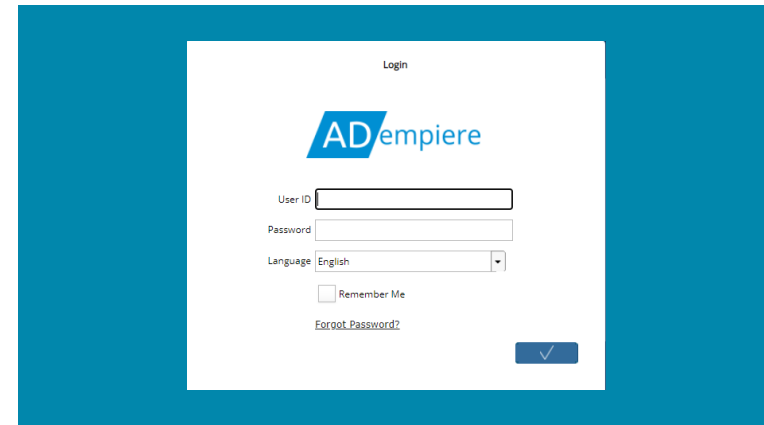 Login
ADempiere
User ID
Password
Language English
Remember Me
Forgot Password?